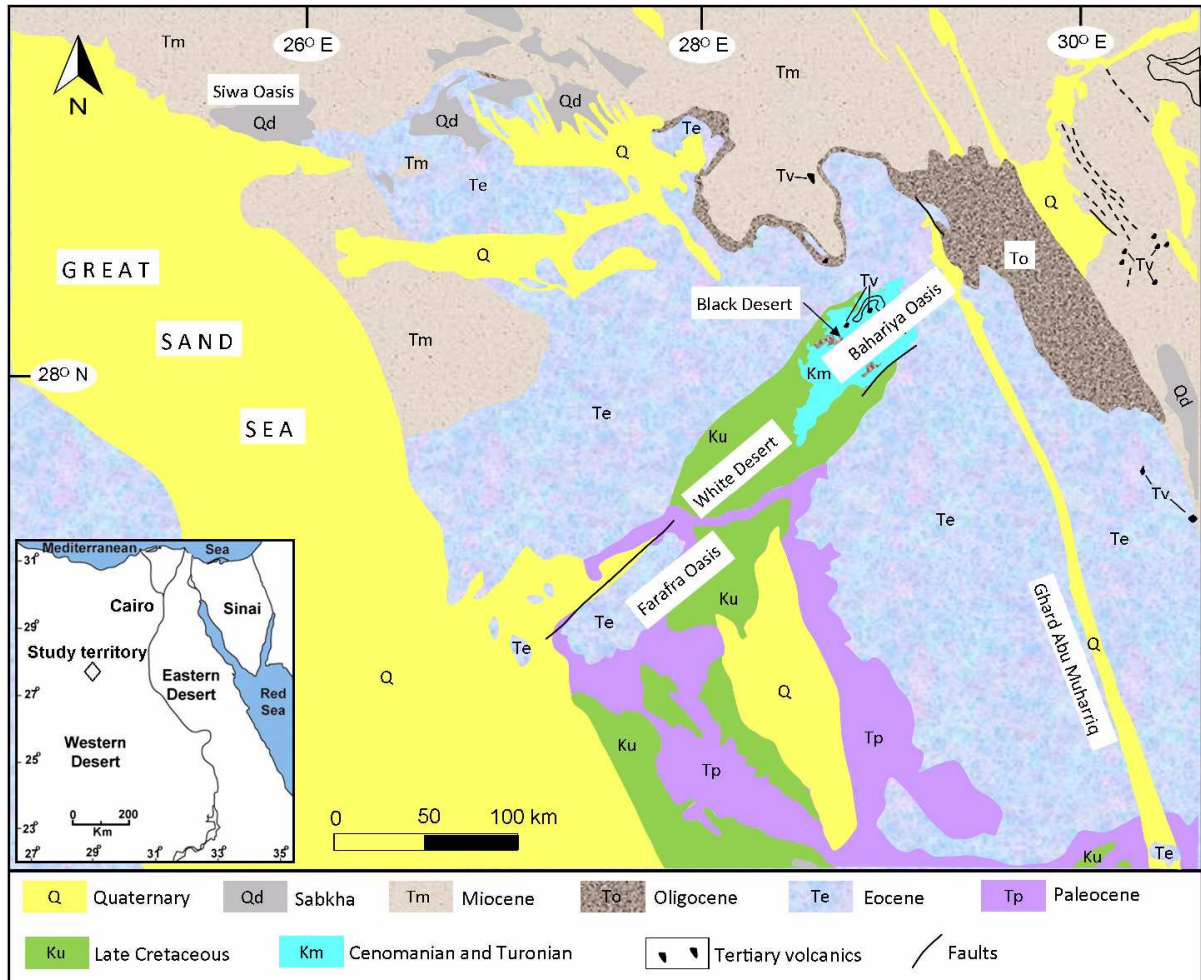 26° E
28° E
30° E
Tm
Tm
N
Siwa Oasis
Qd
Qd
Qd
Te
Tm
Te
Q
Tv
Q
Tv
To
G R E A T
Q
Tv
Black Desert
Bahariya Oasis
S A N D
Tm
Km
28° N
Qd
S E A
Te
Ku
White Desert
Tv
Te
Te
Farafra Oasis
Ku
Te
Te
Q
Q
Q
Ghard Abu Muharriq
Ku
Tp
Tp
Te
Ku
0 50 100 km
Mediterranean Sea
31°
Cairo
Sinai
29°
Study territory
27°
Eastern
Desert
Red
Sea
Western
Desert
25°
0 200
Km
23°
27° 29° 31° 33° 35°
Q Quaternary
Qd Sabkha
Tm Miocene
To Oligocene
Te Eocene
Tp Paleocene
Ku Late Cretaceous
Km Cenomanian and Turonian
Tertiary volcanics
Faults